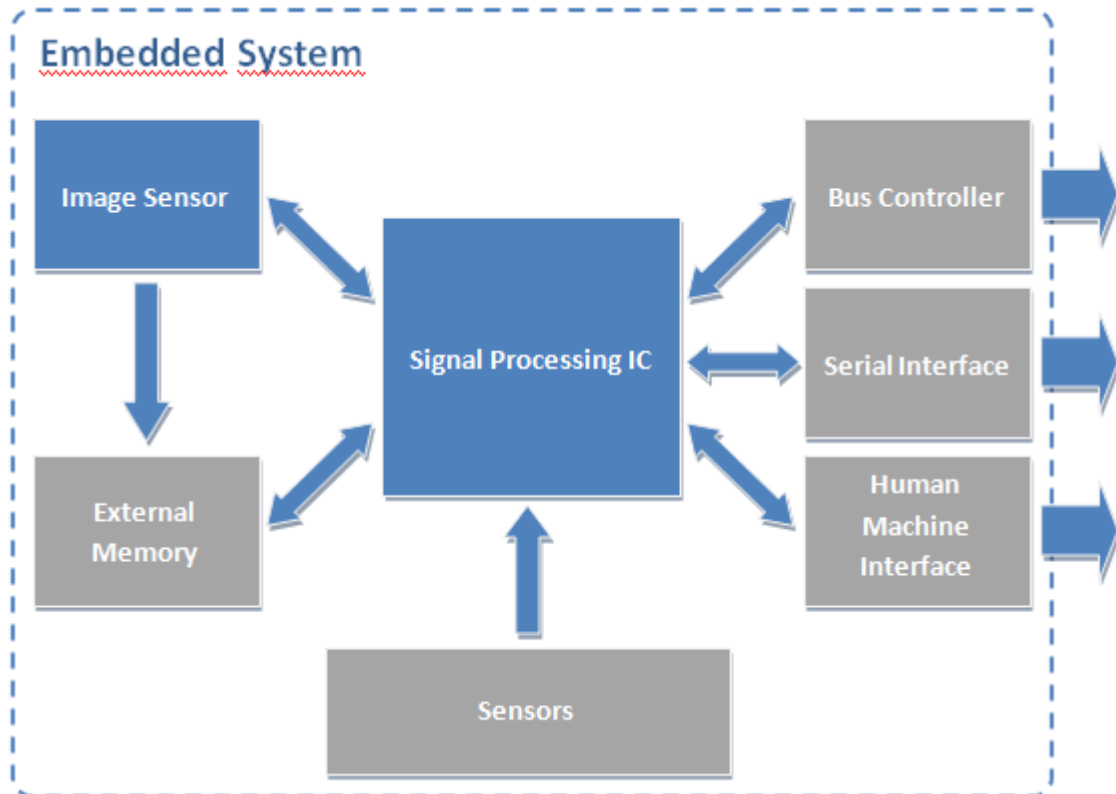 Embedded System
Image Sensor
Bus Controller
Signal Processing IC
Serial Interface
External
Memory
Human
Machine
Interface
Sensors